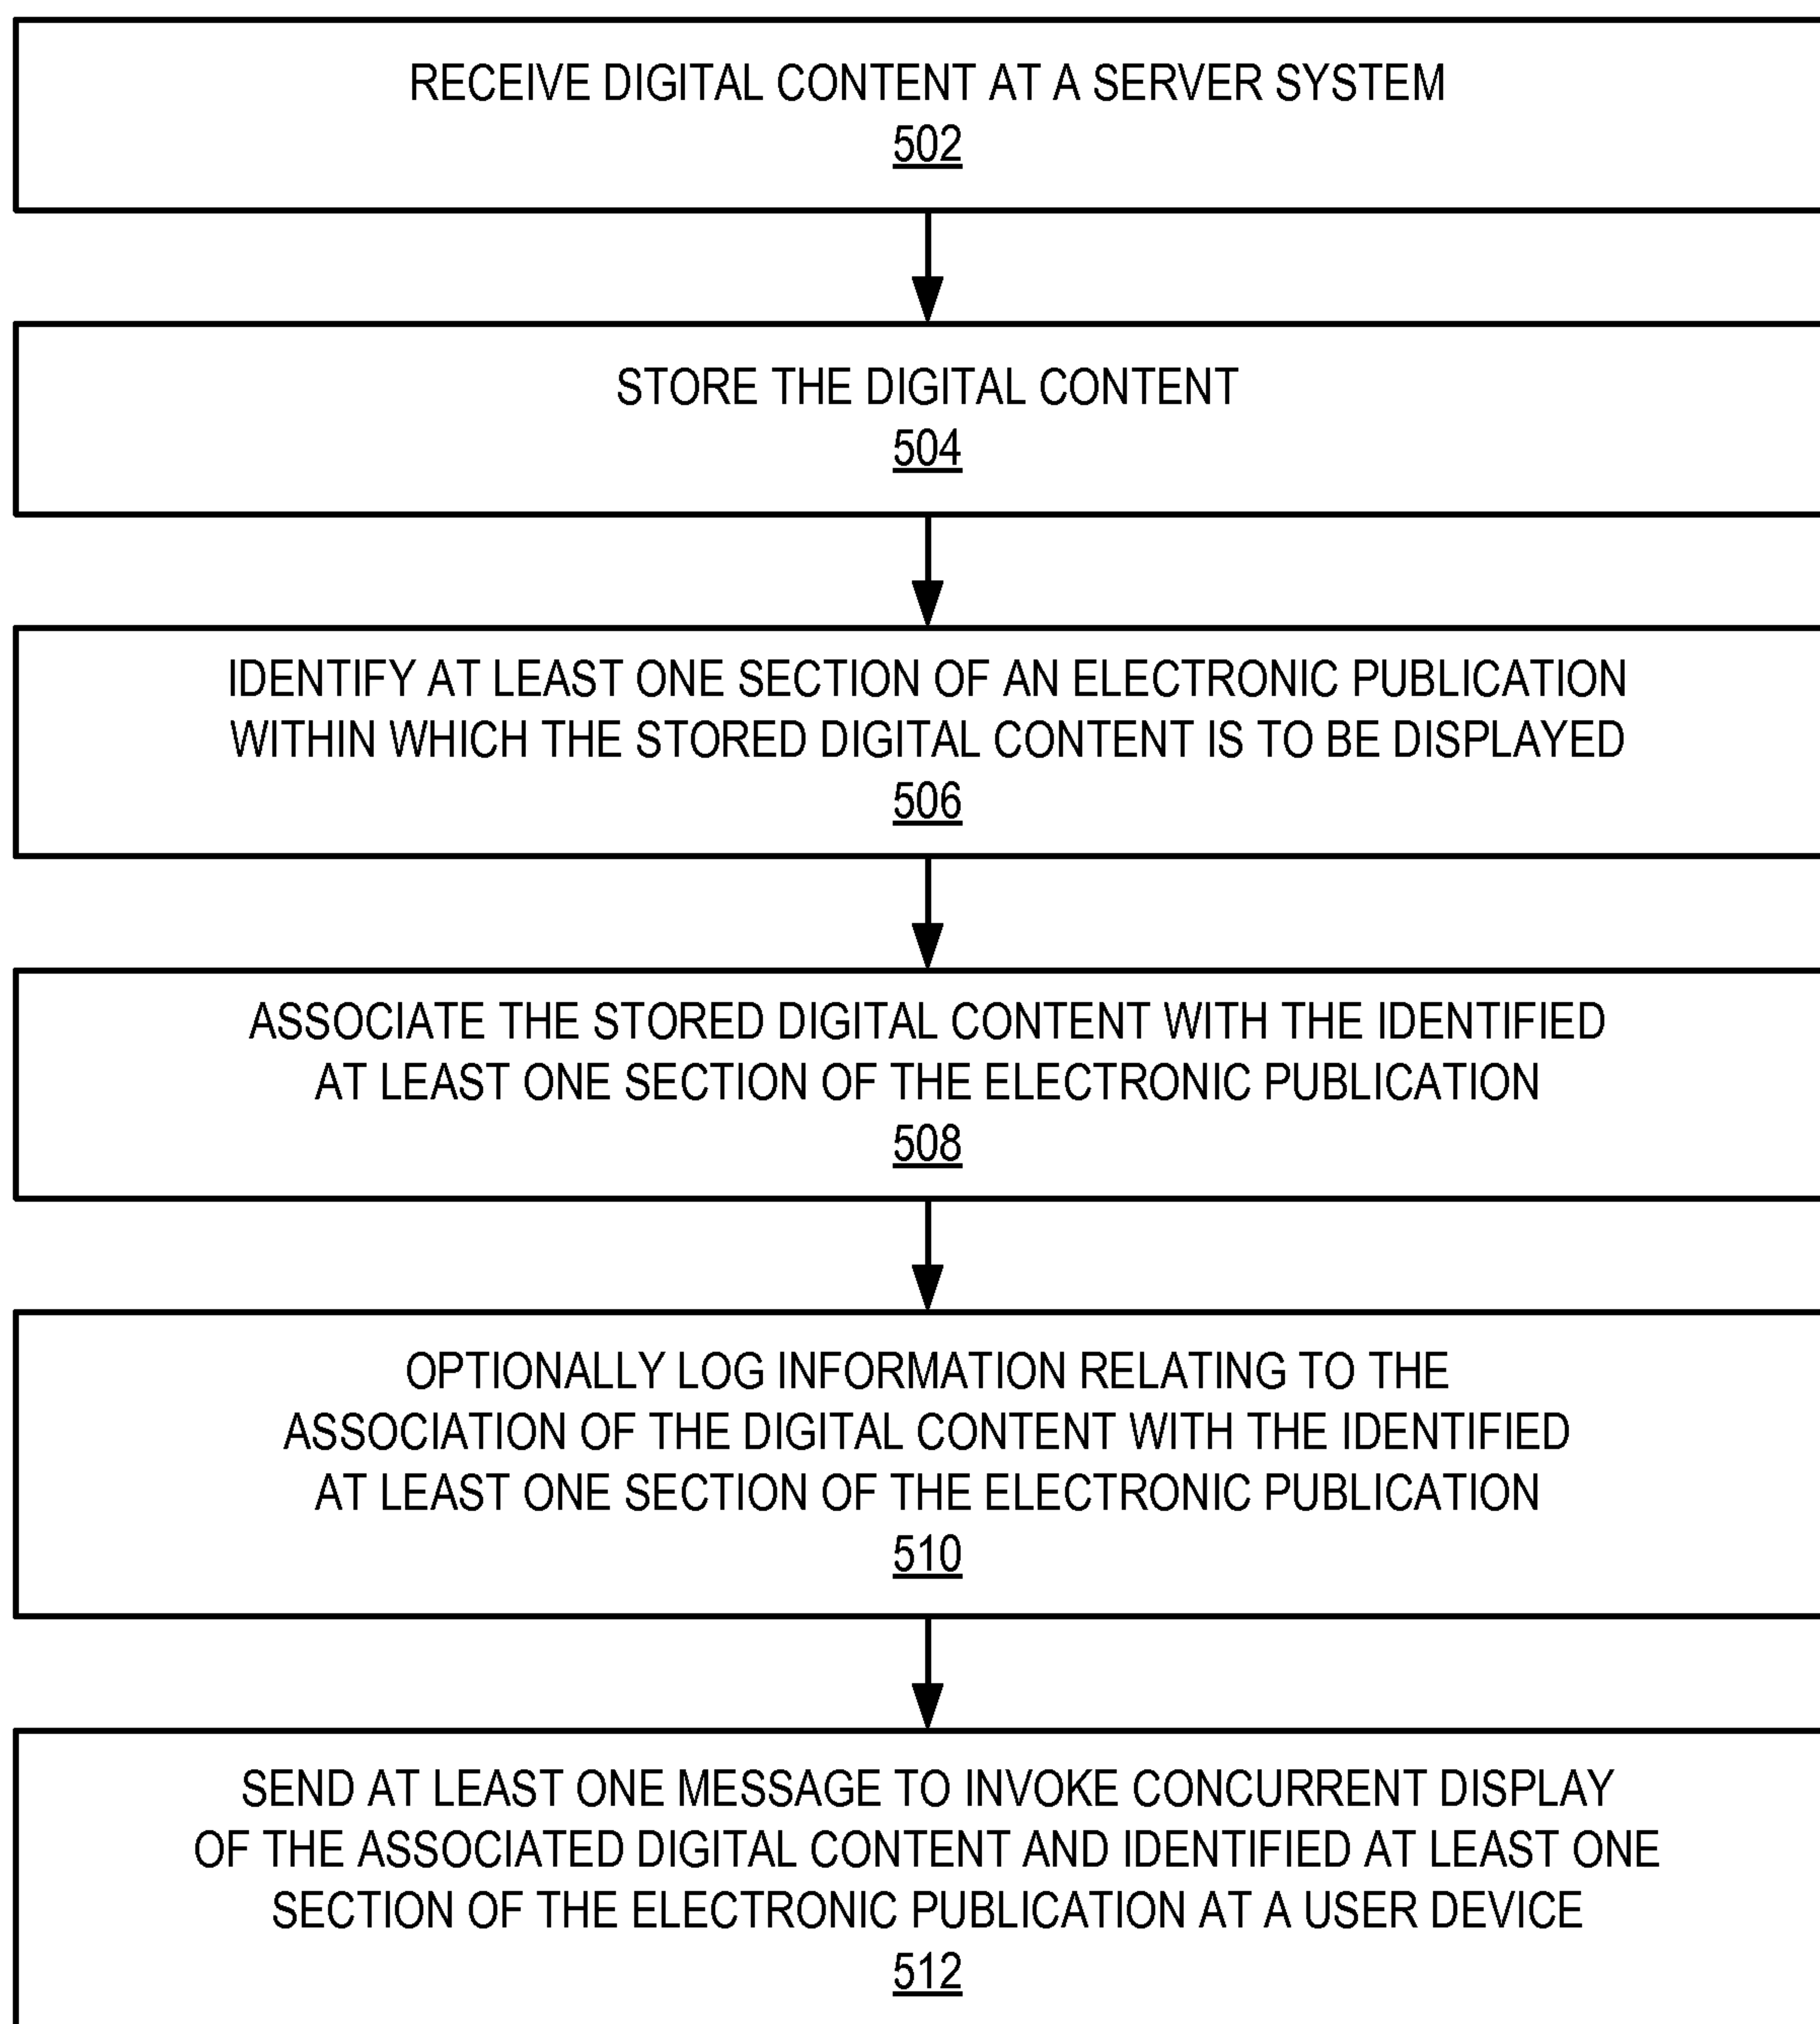 RECEIVE DIGITAL CONTENT AT A SERVER SYSTEM
502
STORE THE DIGITAL CONTENT
504
IDENTIFY AT LEAST ONE SECTION OF AN ELECTRONIC PUBLICATION
WITHIN WHICH THE STORED DIGITAL CONTENT IS TO BE DISPLAYED
506
ASSOCIATE THE STORED DIGITAL CONTENT WITH THE IDENTIFIED
AT LEAST ONE SECTION OF THE ELECTRONIC PUBLICATION
508
OPTIONALLY LOG INFORMATION RELATING TO THE
ASSOCIATION OF THE DIGITAL CONTENT WITH THE IDENTIFIED
AT LEAST ONE SECTION OF THE ELECTRONIC PUBLICATION
510
SEND AT LEAST ONE MESSAGE TO INVOKE CONCURRENT DISPLAY
OF THE ASSOCIATED DIGITAL CONTENT AND IDENTIFIED AT LEAST ONE
SECTION OF THE ELECTRONIC PUBLICATION AT A USER DEVICE
512